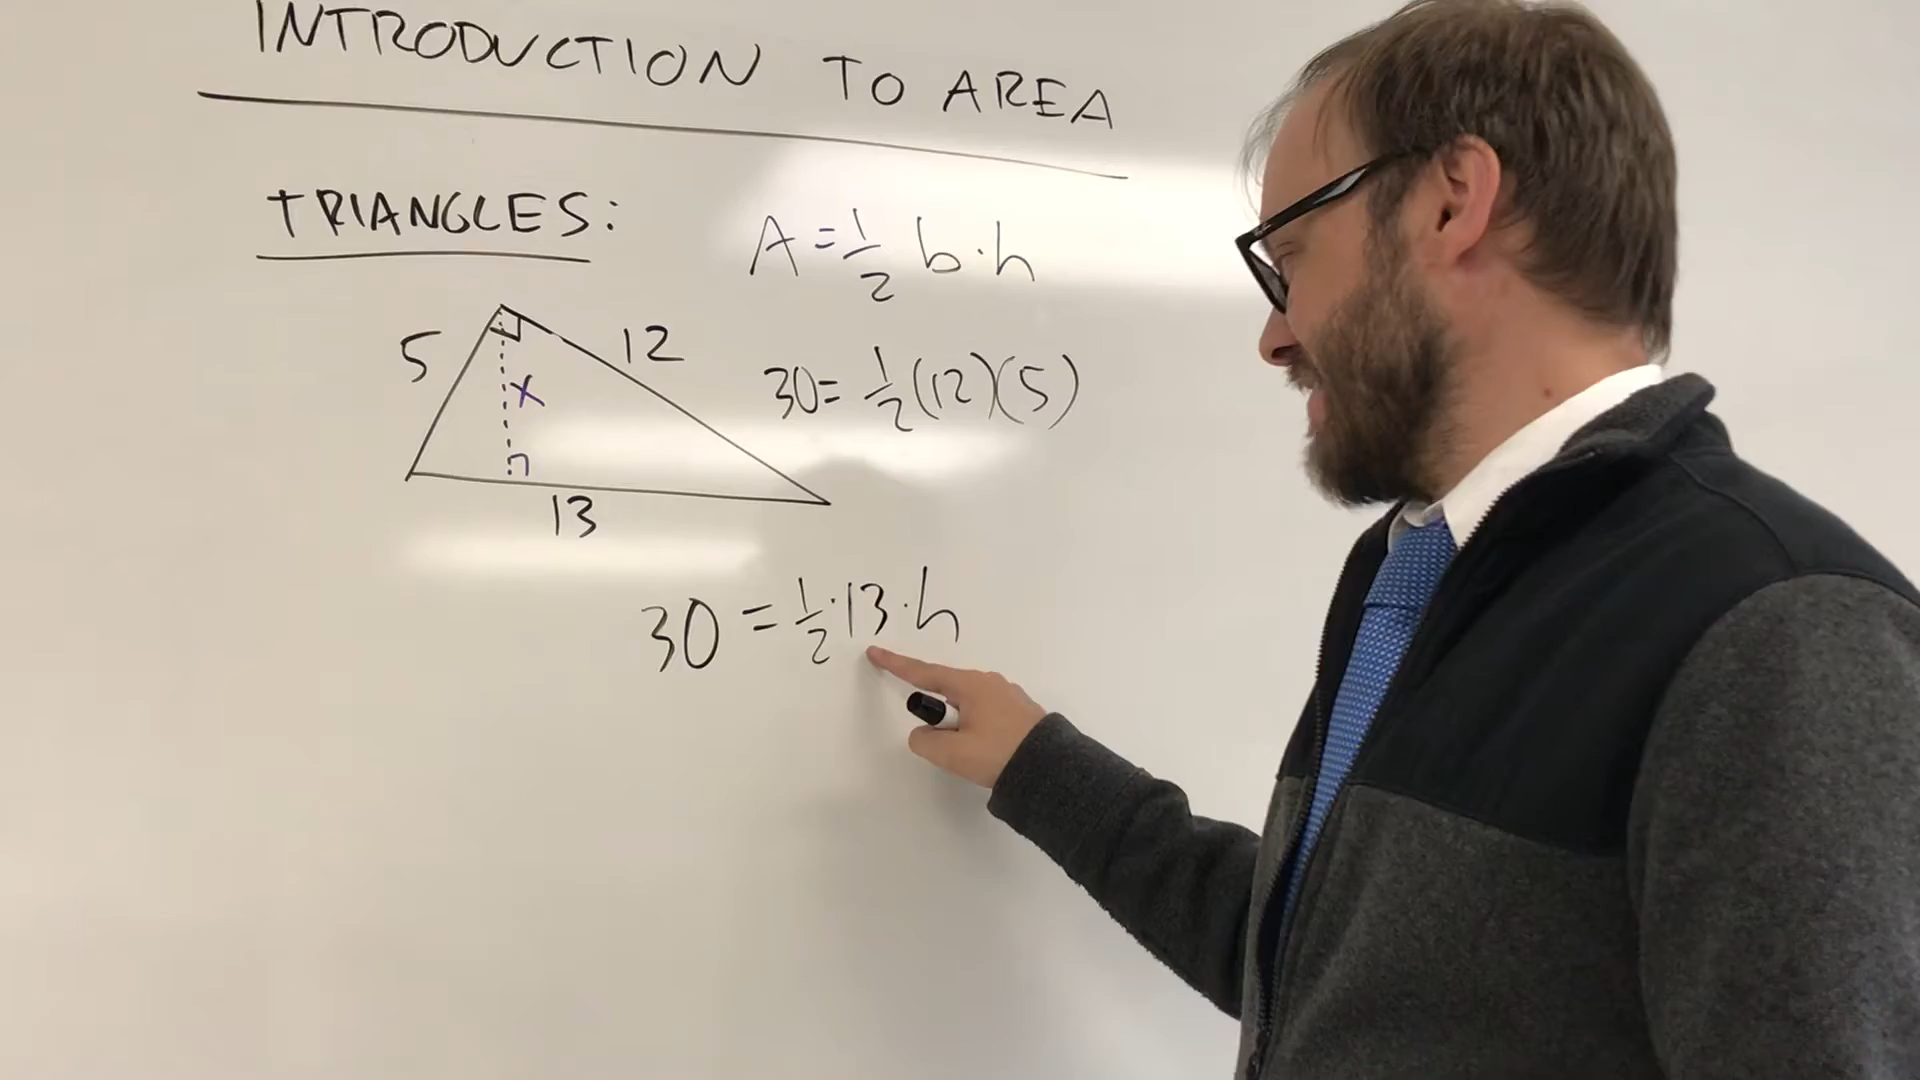 INTRODUCTION TO AREA
TRIANGLES:
A = 1/2 b·h
5
12
x
30 = 1/2 (12)(5)
13
30 = 1/2 · 13 · h